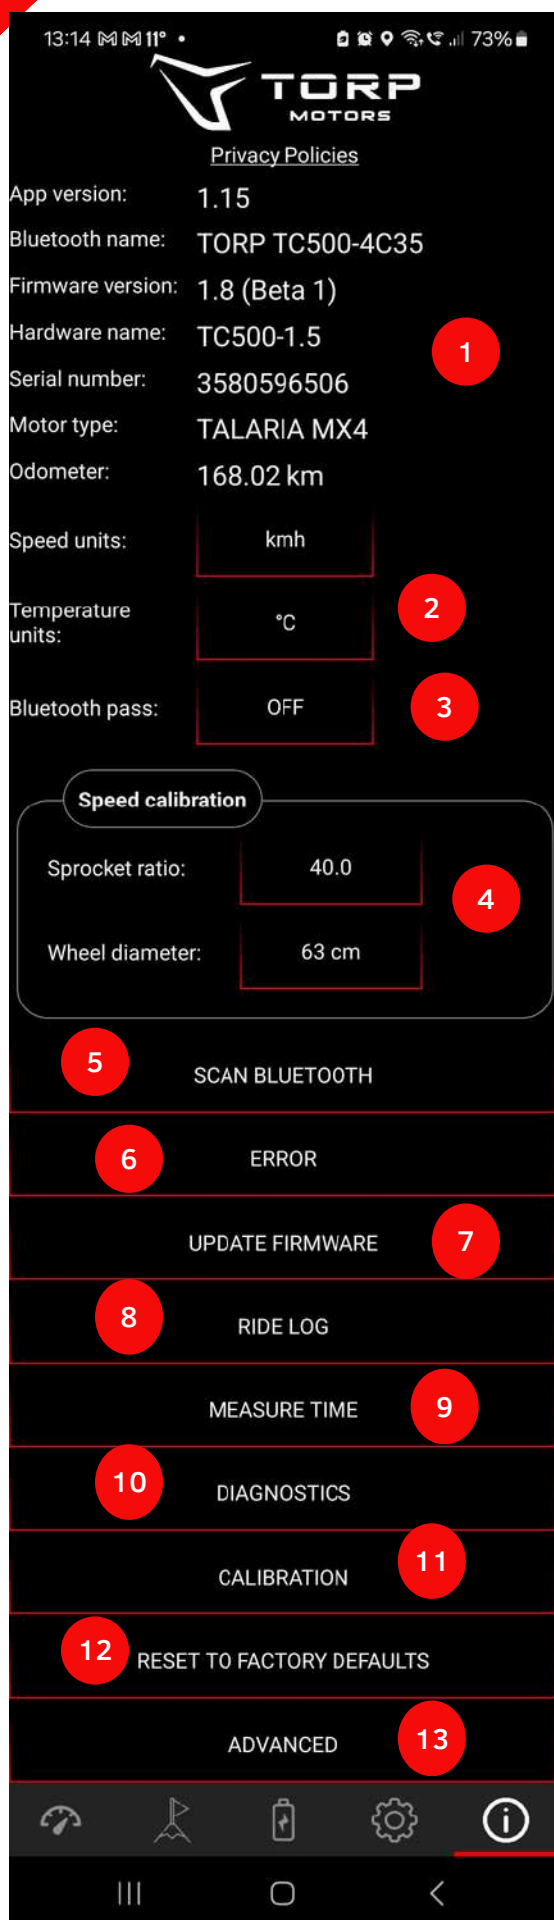 13:14 11° •
73%
TORP
MOTORS
Privacy Policies
App version: 1.15
Bluetooth name: TORP TC500-4C35
Firmware version: 1.8 (Beta 1)
Hardware name: TC500-1.5
1
Serial number: 3580596506
Motor type: TALARIA MX4
Odometer: 168.02 km
Speed units: kmh
2
Temperature
units: °C
Bluetooth pass: OFF 3
Speed calibration
Sprocket ratio: 40.0
4
Wheel diameter: 63 cm
5 SCAN BLUETOOTH
6 ERROR
UPDATE FIRMWARE 7
8 RIDE LOG
MEASURE TIME 9
10 DIAGNOSTICS
CALIBRATION 11
12 RESET TO FACTORY DEFAULTS
ADVANCED 13